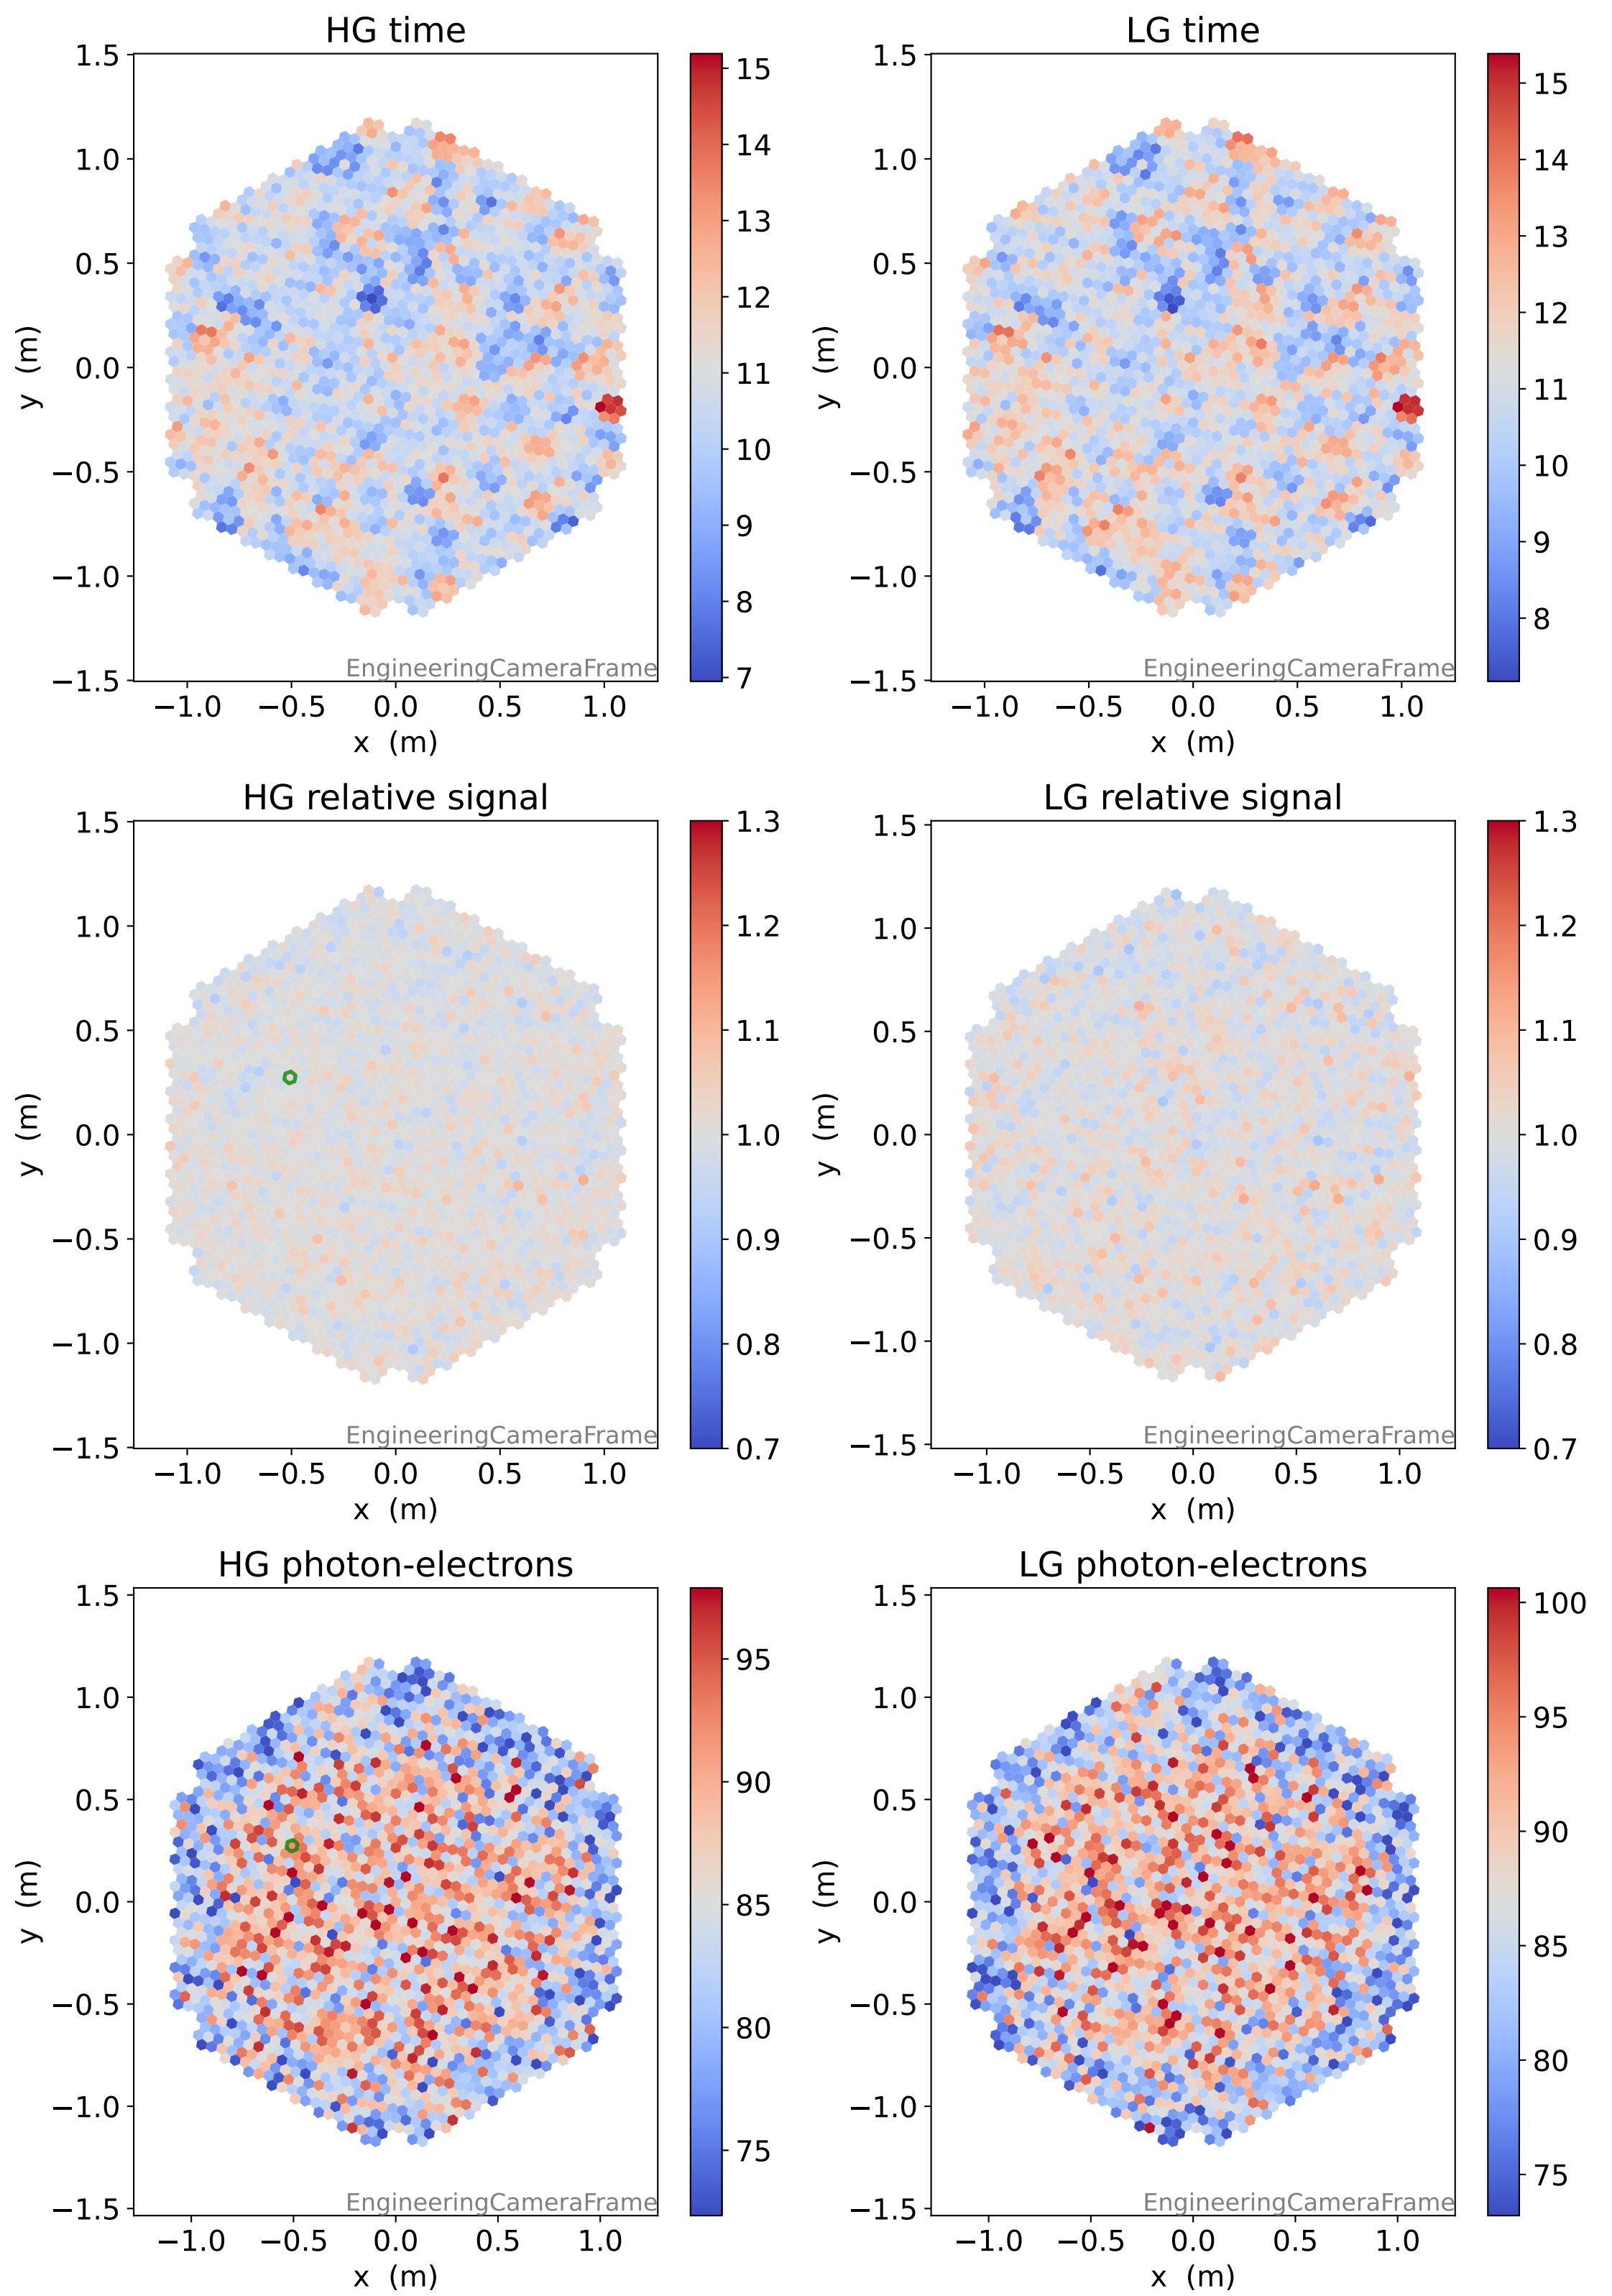 HG time
1.5
1.0
0.5
0.0
−0.5
−1.0
−1.5
y (m)
−1.0 −0.5 0.0 0.5 1.0
x (m)
EngineeringCameraFrame
15
14
13
12
11
10
9
8
7
LG time
1.5
1.0
0.5
0.0
−0.5
−1.0
−1.5
y (m)
−1.0 −0.5 0.0 0.5 1.0
x (m)
EngineeringCameraFrame
15
14
13
12
11
10
9
8
HG relative signal
1.5
1.0
0.5
0.0
−0.5
−1.0
−1.5
y (m)
−1.0 −0.5 0.0 0.5 1.0
x (m)
EngineeringCameraFrame
1.3
1.2
1.1
1.0
0.9
0.8
0.7
LG relative signal
1.5
1.0
0.5
0.0
−0.5
−1.0
−1.5
y (m)
−1.0 −0.5 0.0 0.5 1.0
x (m)
EngineeringCameraFrame
1.3
1.2
1.1
1.0
0.9
0.8
0.7
HG photon-electrons
1.5
1.0
0.5
0.0
−0.5
−1.0
−1.5
y (m)
−1.0 −0.5 0.0 0.5 1.0
x (m)
EngineeringCameraFrame
95
90
85
80
75
LG photon-electrons
1.5
1.0
0.5
0.0
−0.5
−1.0
−1.5
y (m)
−1.0 −0.5 0.0 0.5 1.0
x (m)
EngineeringCameraFrame
100
95
90
85
80
75